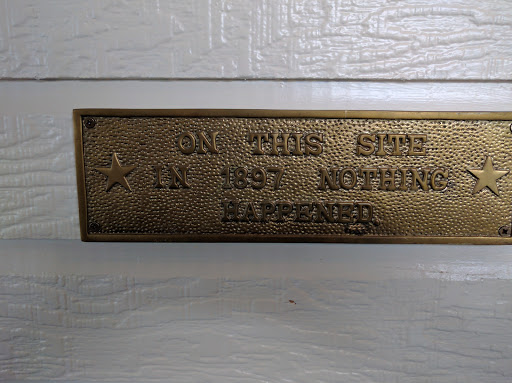 ON THIS SITE
IN 1897 NOTHING
HAPPENED